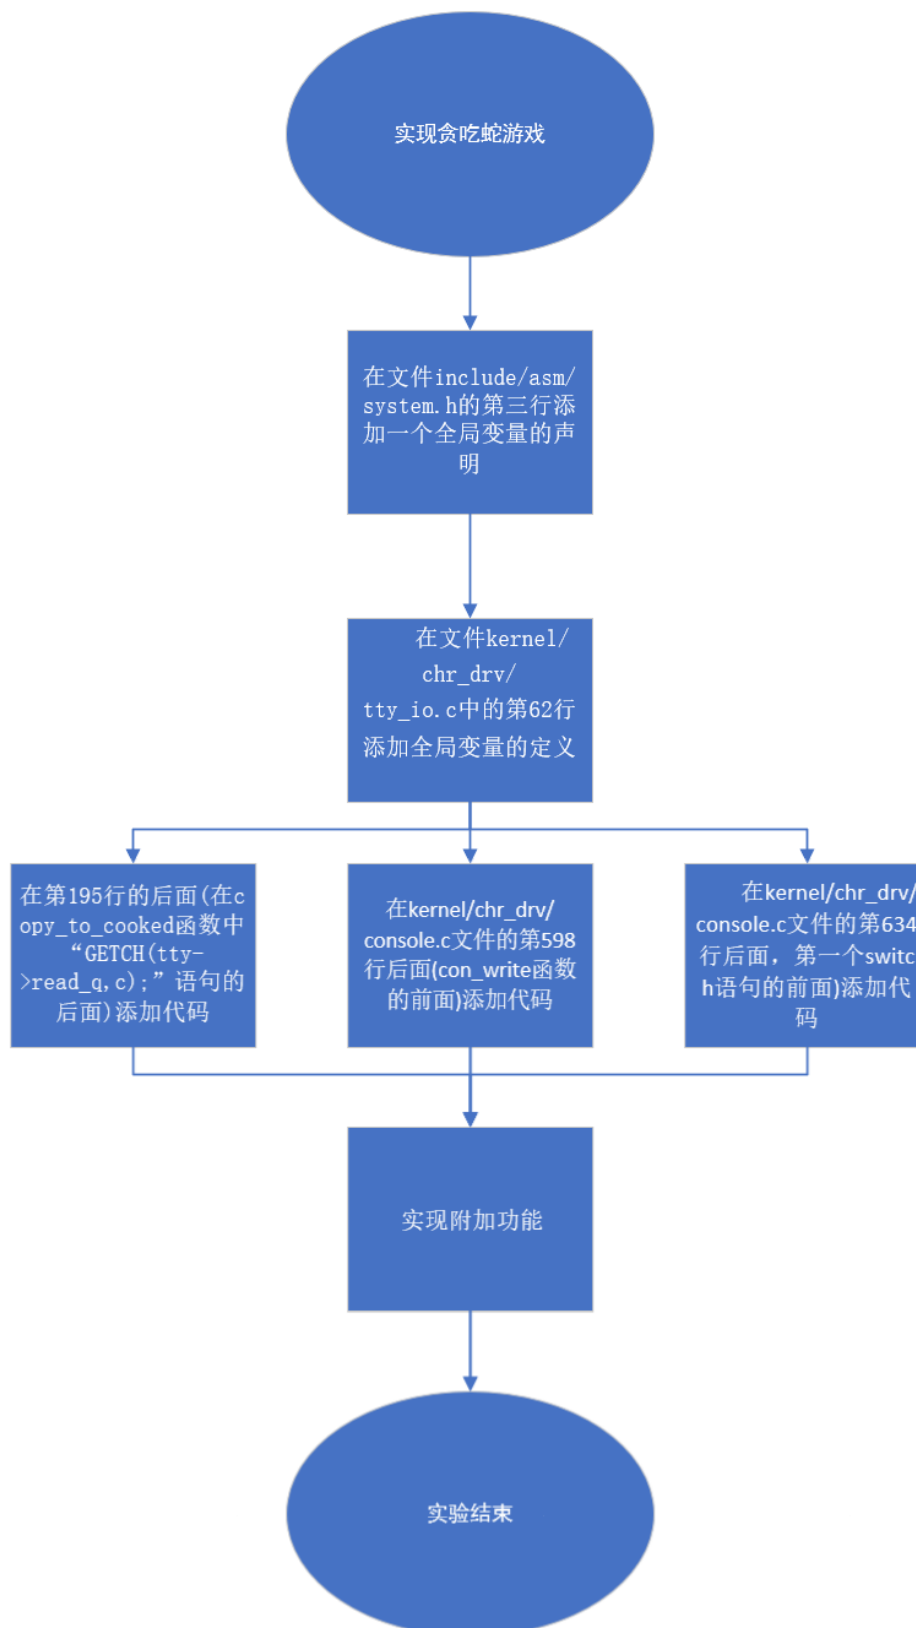 实现贪吃蛇游戏
在文件include/asm/
system.h的第三行添
加一个全局变量的声
明
在文件kernel/
chr_drv/
tty_io.c中的第62行
添加全局变量的定义
在第195行的后面(在c
opy_to_cooked函数中
“GETCH(tty-
>read_q,c);”语句的
后面)添加代码
在kernel/chr_drv/
console.c文件的第598
行后面(con_write函数
的前面)添加代码
在kernel/chr_drv/
console.c文件的第634
行后面，第一个switc
h语句的前面)添加代
码
实现附加功能
实验结束